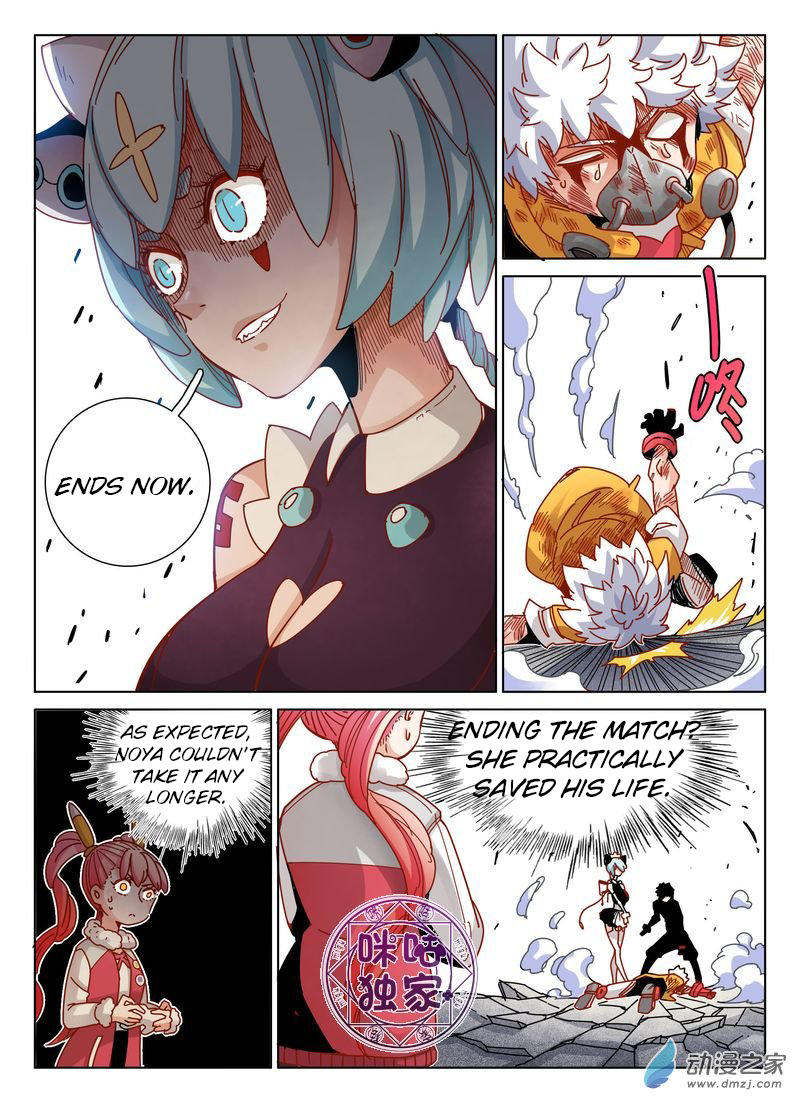 ENDS NOW.
咚
AS EXPECTED,
NOYA COULDN'T
TAKE IT ANY
LONGER.
ENDING THE MATCH?
SHE PRACTICALLY
SAVED HIS LIFE.
咪咕
独家
动漫之家
www.dmzj.com